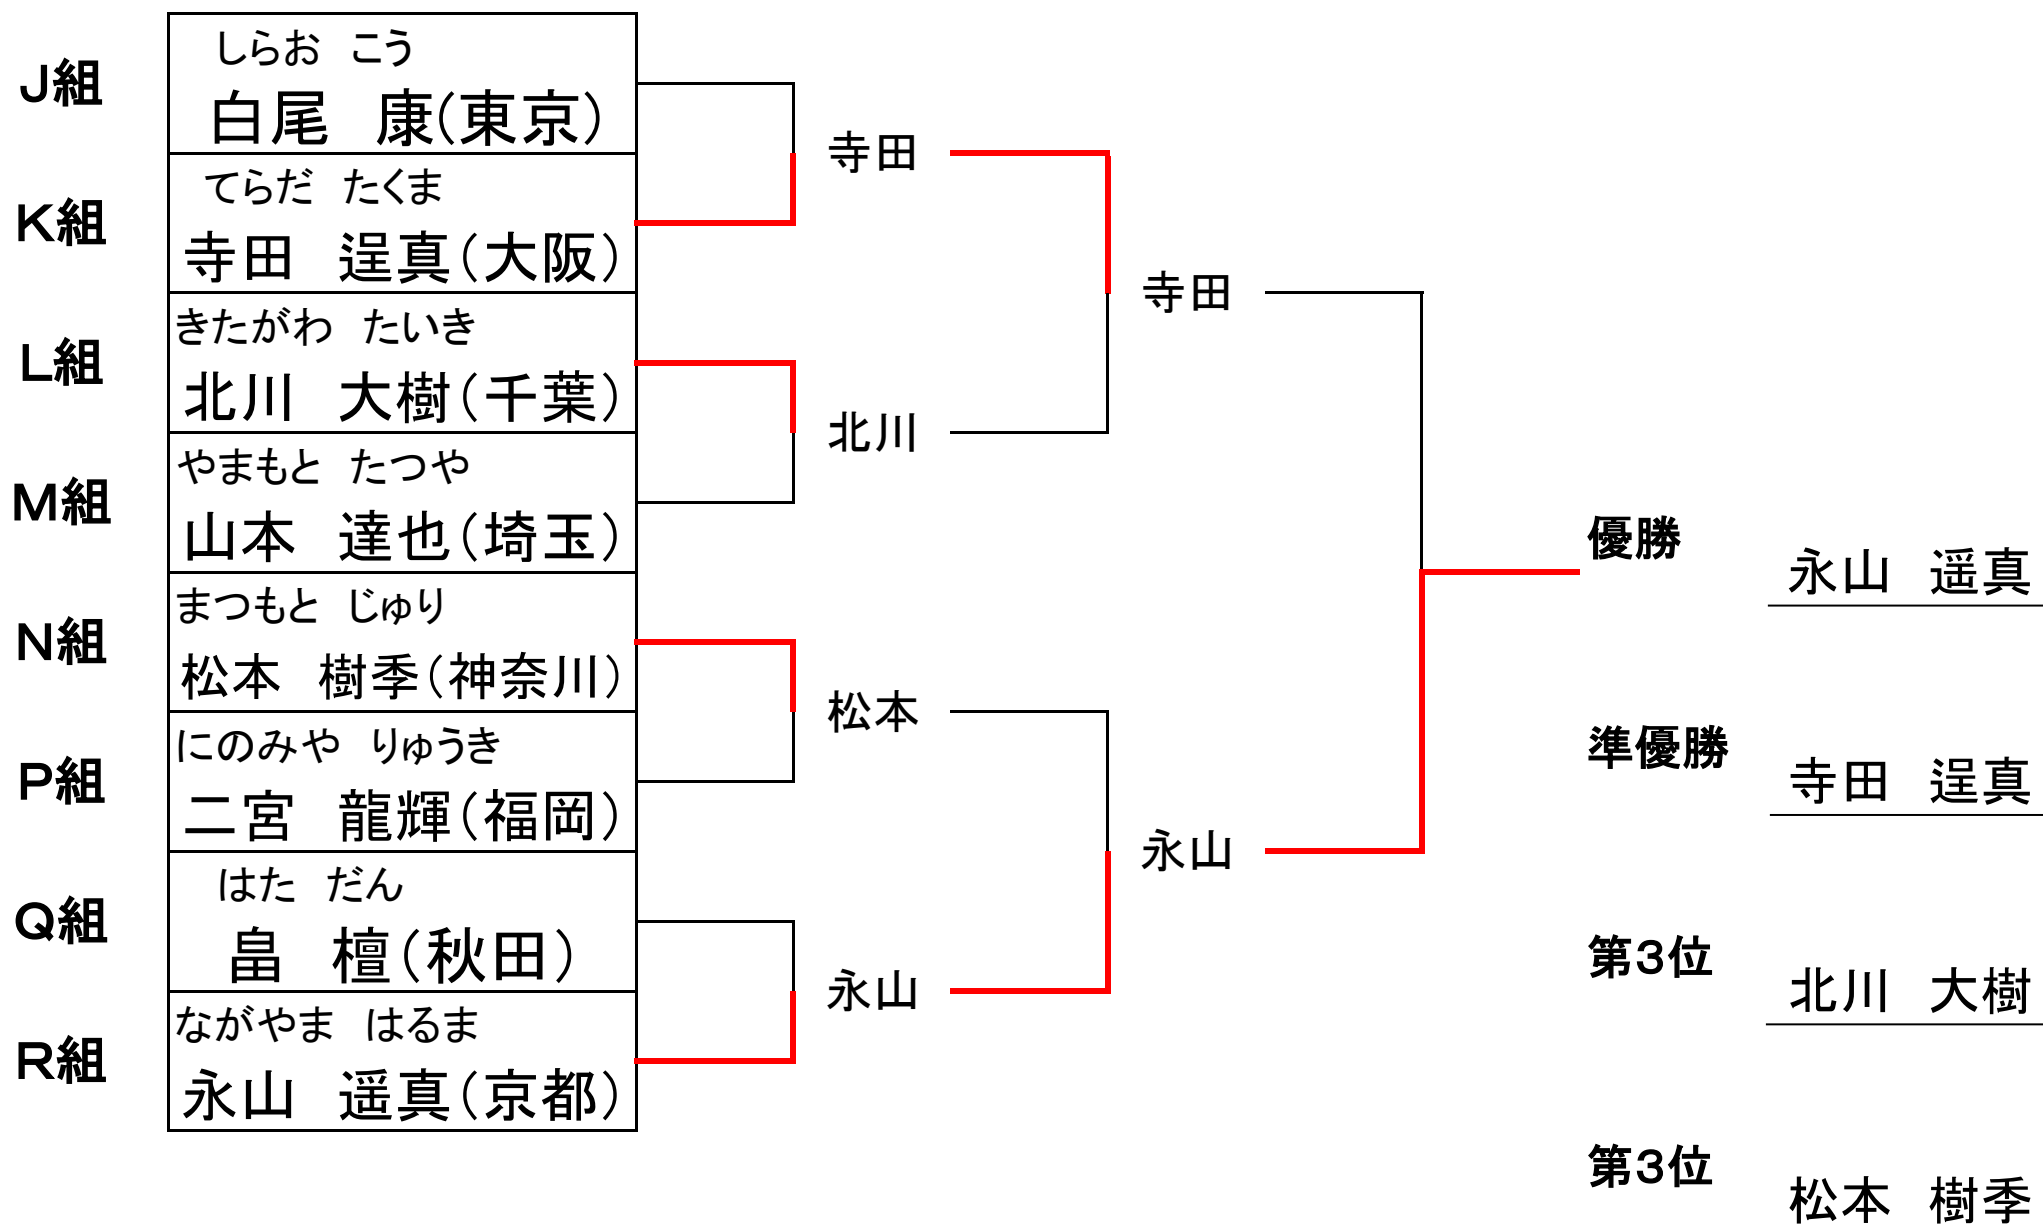 J組
しらお　こう
白尾　康(東京)
K組
てらだ　たくま
寺田　逞真(大阪)
L組
きたがわ　たいき
北川　大樹(千葉)
M組
やまもと　たつや
山本　達也(埼玉)
N組
まつもと　じゅり
松本　樹季(神奈川)
P組
にのみや　りゅうき
二宮　龍輝(福岡)
Q組
はた　だん
畠　檀(秋田)
R組
ながやま　はるま
永山　遥真(京都)
寺田
北川
松本
永山
寺田
永山
優勝
永山　遥真
準優勝
寺田　逞真
第3位
北川　大樹
第3位
松本　樹季